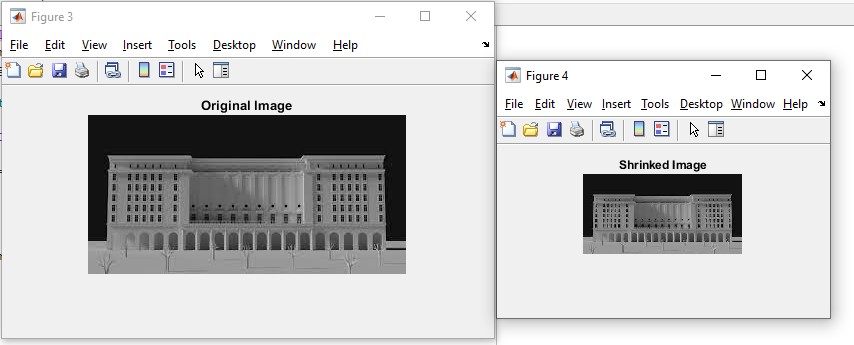 Figure 3
File Edit View Insert Tools Desktop Window Help
Original Image
Figure 4
File Edit View Insert Tools Desktop Window Help
Shrinked Image